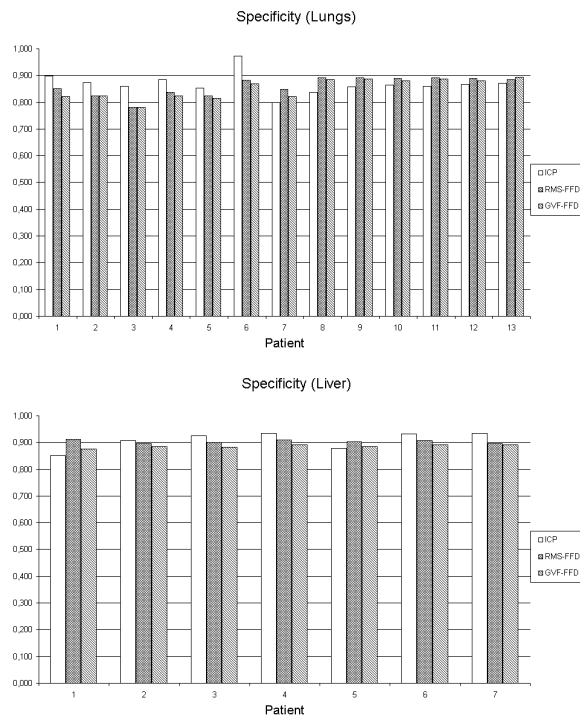 Specificity (Lungs)
1,000
0,900
0,800
0,700
0,600
0,500
0,400
0,300
0,200
0,100
0,000
1 2 3 4 5 6 7 8 9 10 11 12 13
Patient
ICP
RMS-FFD
GVF-FFD
Specificity (Liver)
1,000
0,900
0,800
0,700
0,600
0,500
0,400
0,300
0,200
0,100
0,000
1 2 3 4 5 6 7
Patient
ICP
RMS-FFD
GVF-FFD